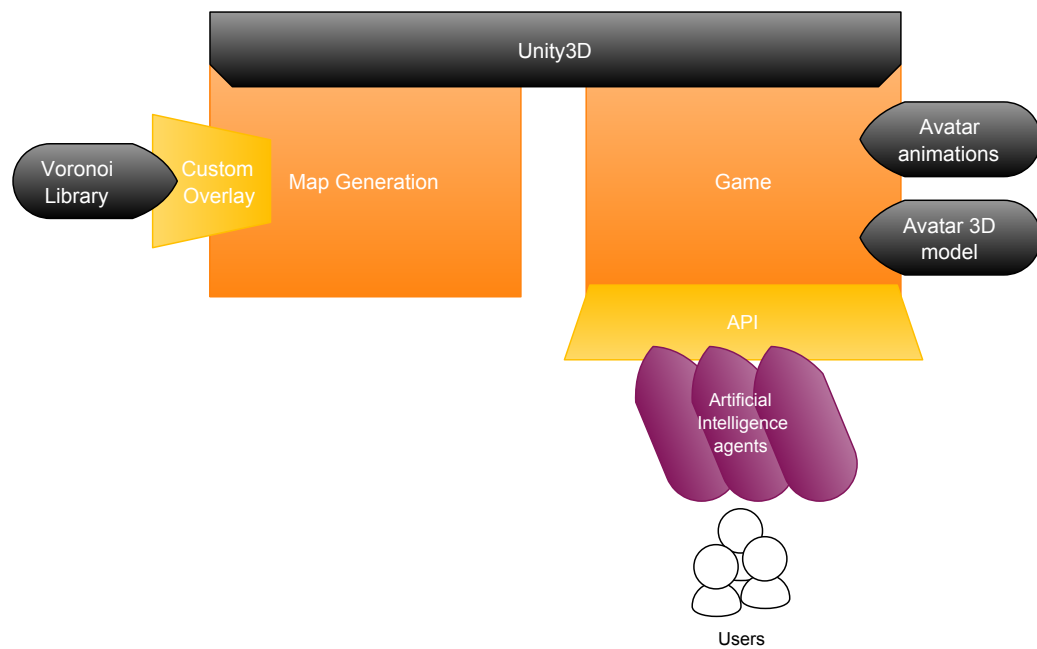 Unity3D
Voronoi
Library
Custom
Overlay
Map Generation
Game
Avatar
animations
Avatar 3D
model
API
Artificial
Intelligence
agents
Users